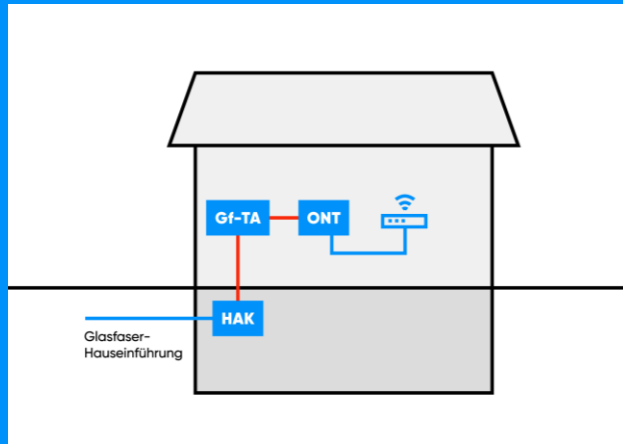 Gf-TA
ONT
HAK
Glasfaser-
Hauseinführung